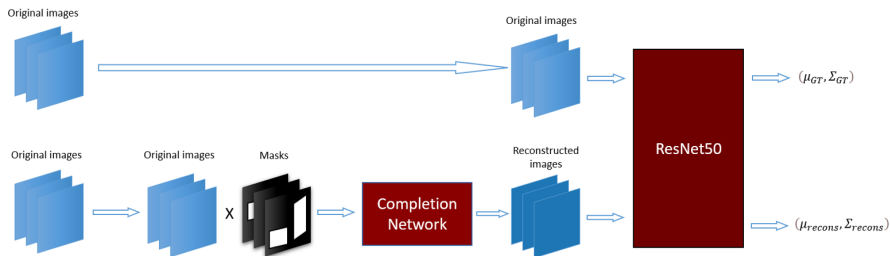 Original images
Original images
(μ_GT, Σ_GT)
ResNet50
Original images
Original images
Masks
Reconstructed
images
X
Completion
Network
(μ_recons, Σ_recons)